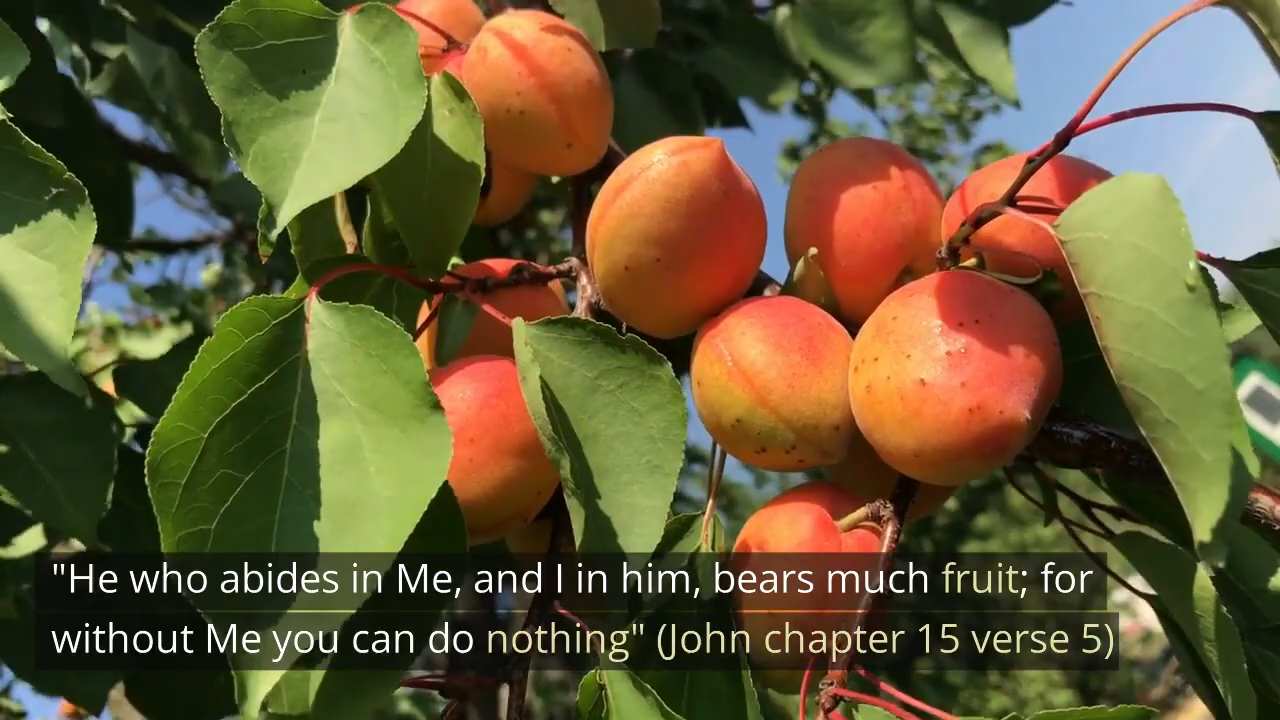 "He who abides in Me, and I in him, bears much fruit; for
without Me you can do nothing" (John chapter 15 verse 5)